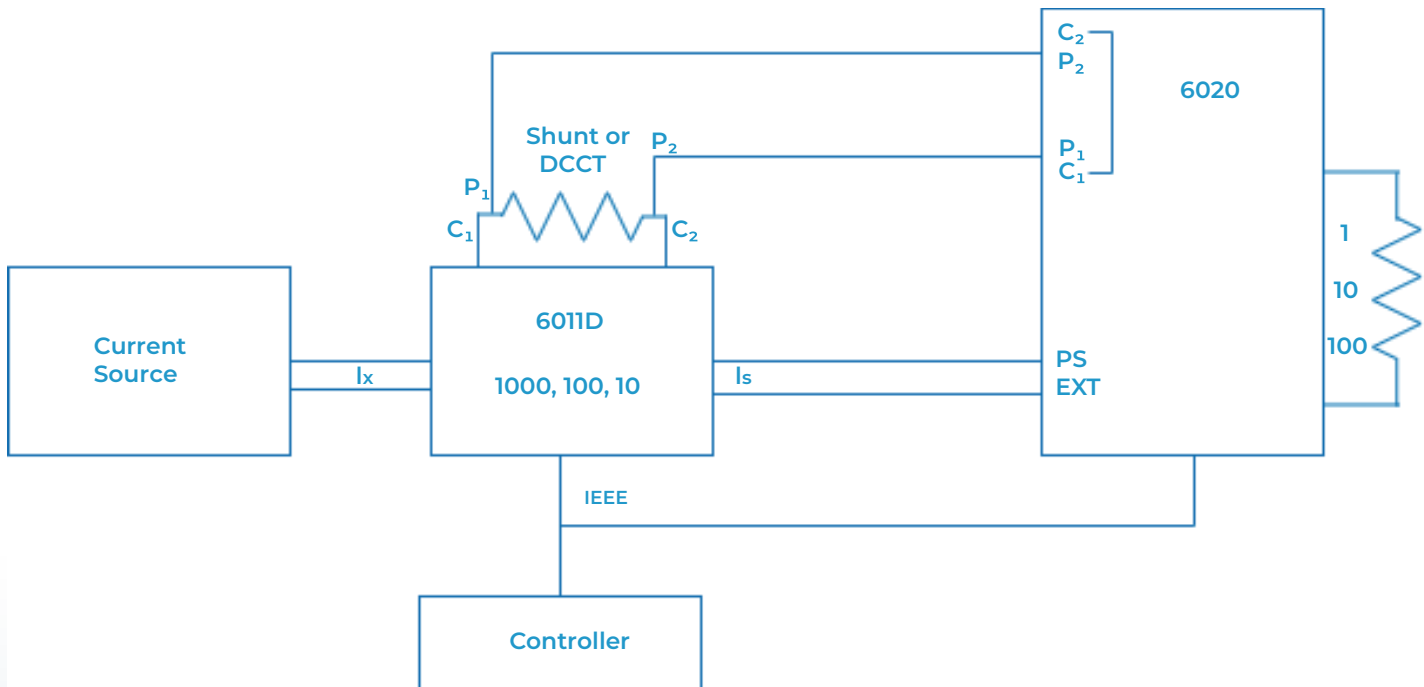 C₂
P₂
6020
Shunt or
DCCT
P₂
P₁
P₁
C₁
C₁
C₂
1
10
100
Current
Source
Ix
6011D
1000, 100, 10
Is
PS
EXT
IEEE
Controller